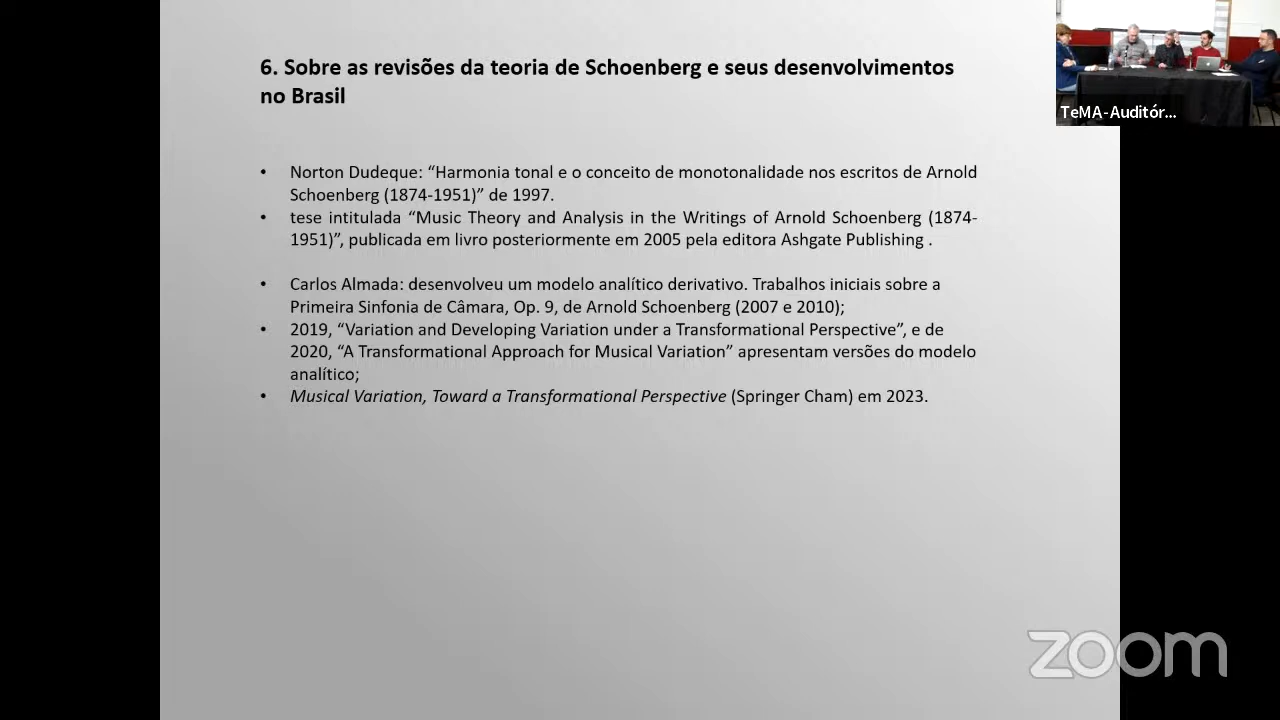 6. Sobre as revisões da teoria de Schoenberg e seus desenvolvimentos
no Brasil
TeMA-Auditór...
• Norton Dudeque: “Harmonia tonal e o conceito de monotonalidade nos escritos de Arnold
Schoenberg (1874-1951)” de 1997.
• tese intitulada “Music Theory and Analysis in the Writings of Arnold Schoenberg (1874-
1951)”, publicada em livro posteriormente em 2005 pela editora Ashgate Publishing .
• Carlos Almada: desenvolveu um modelo analítico derivativo. Trabalhos iniciais sobre a
Primeira Sinfonia de Câmara, Op. 9, de Arnold Schoenberg (2007 e 2010);
• 2019, “Variation and Developing Variation under a Transformational Perspective”, e de
2020, “A Transformational Approach for Musical Variation” apresentam versões do modelo
analítico;
• Musical Variation, Toward a Transformational Perspective (Springer Cham) em 2023.
zoom